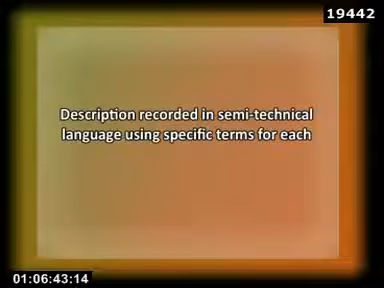 19442
Description recorded in semi-technical
language using specific terms for each
01:06:43:14